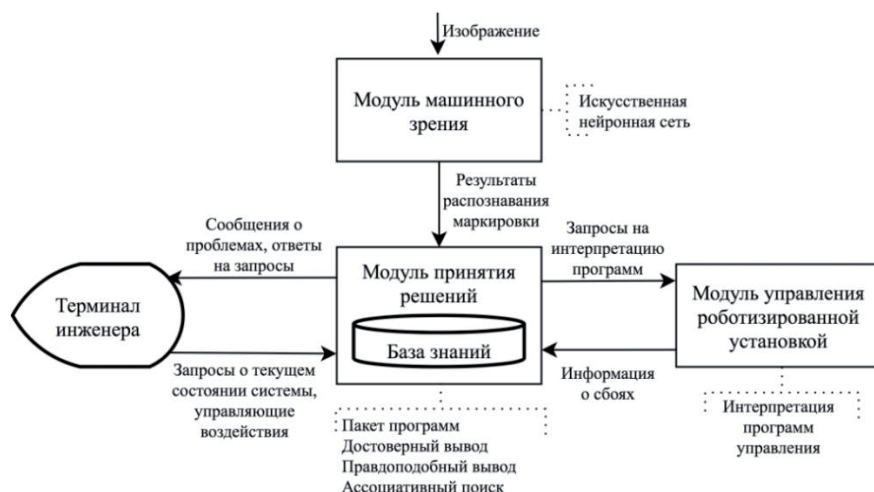 Изображение
Модуль машинного
зрения
Искусственная
нейронная сеть
Результаты
распознавания
маркировки
Сообщения о
проблемах, ответы
на запросы
Запросы на
интерпретацию
программ
Терминал
инженера
Модуль принятия
решений
База знаний
Модуль управления
роботизированной
установкой
Запросы о текущем
состоянии системы,
управляющие
воздействия
Информация
о сбоях
Интерпретация
программ
управления
Пакет программ
Достоверный вывод
Правдоподобный вывод
Ассоциативный поиск